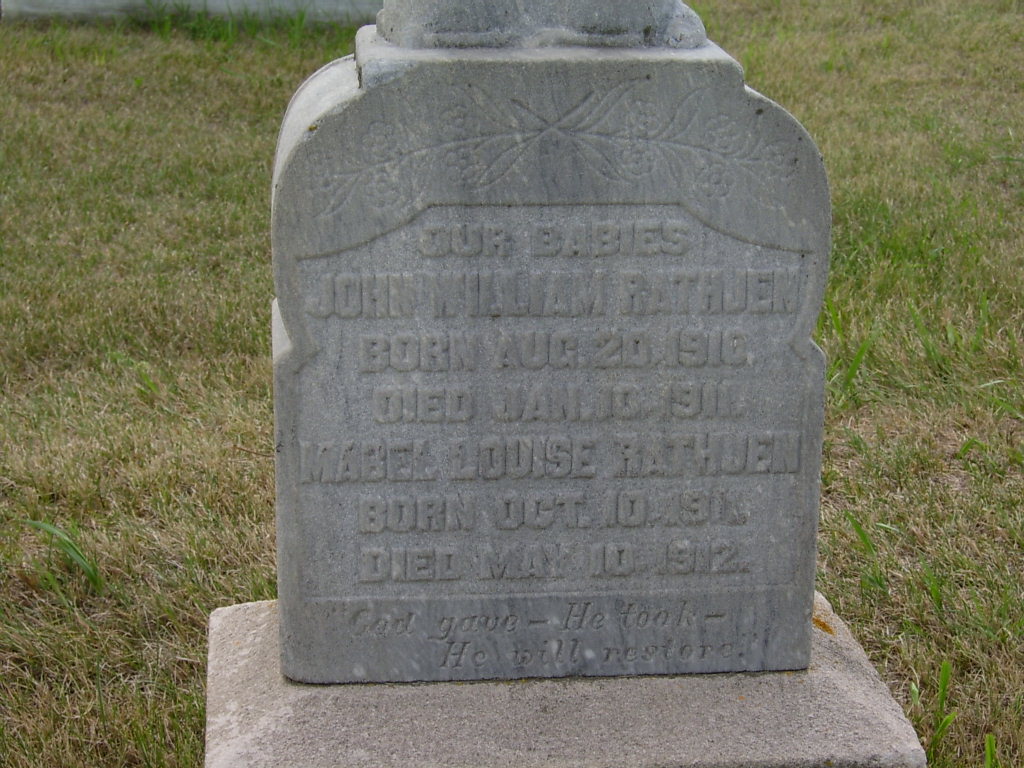 OUR BABIES
JOHN WILLIAM RATHJEN
BORN AUG. 20. 1910.
DIED JAN. 10. 1911.
MABEL LOUISE RATHJEN
BORN OCT. 10. 1911.
DIED MAY 10. 1912.
"God gave – He took –
He will restore."